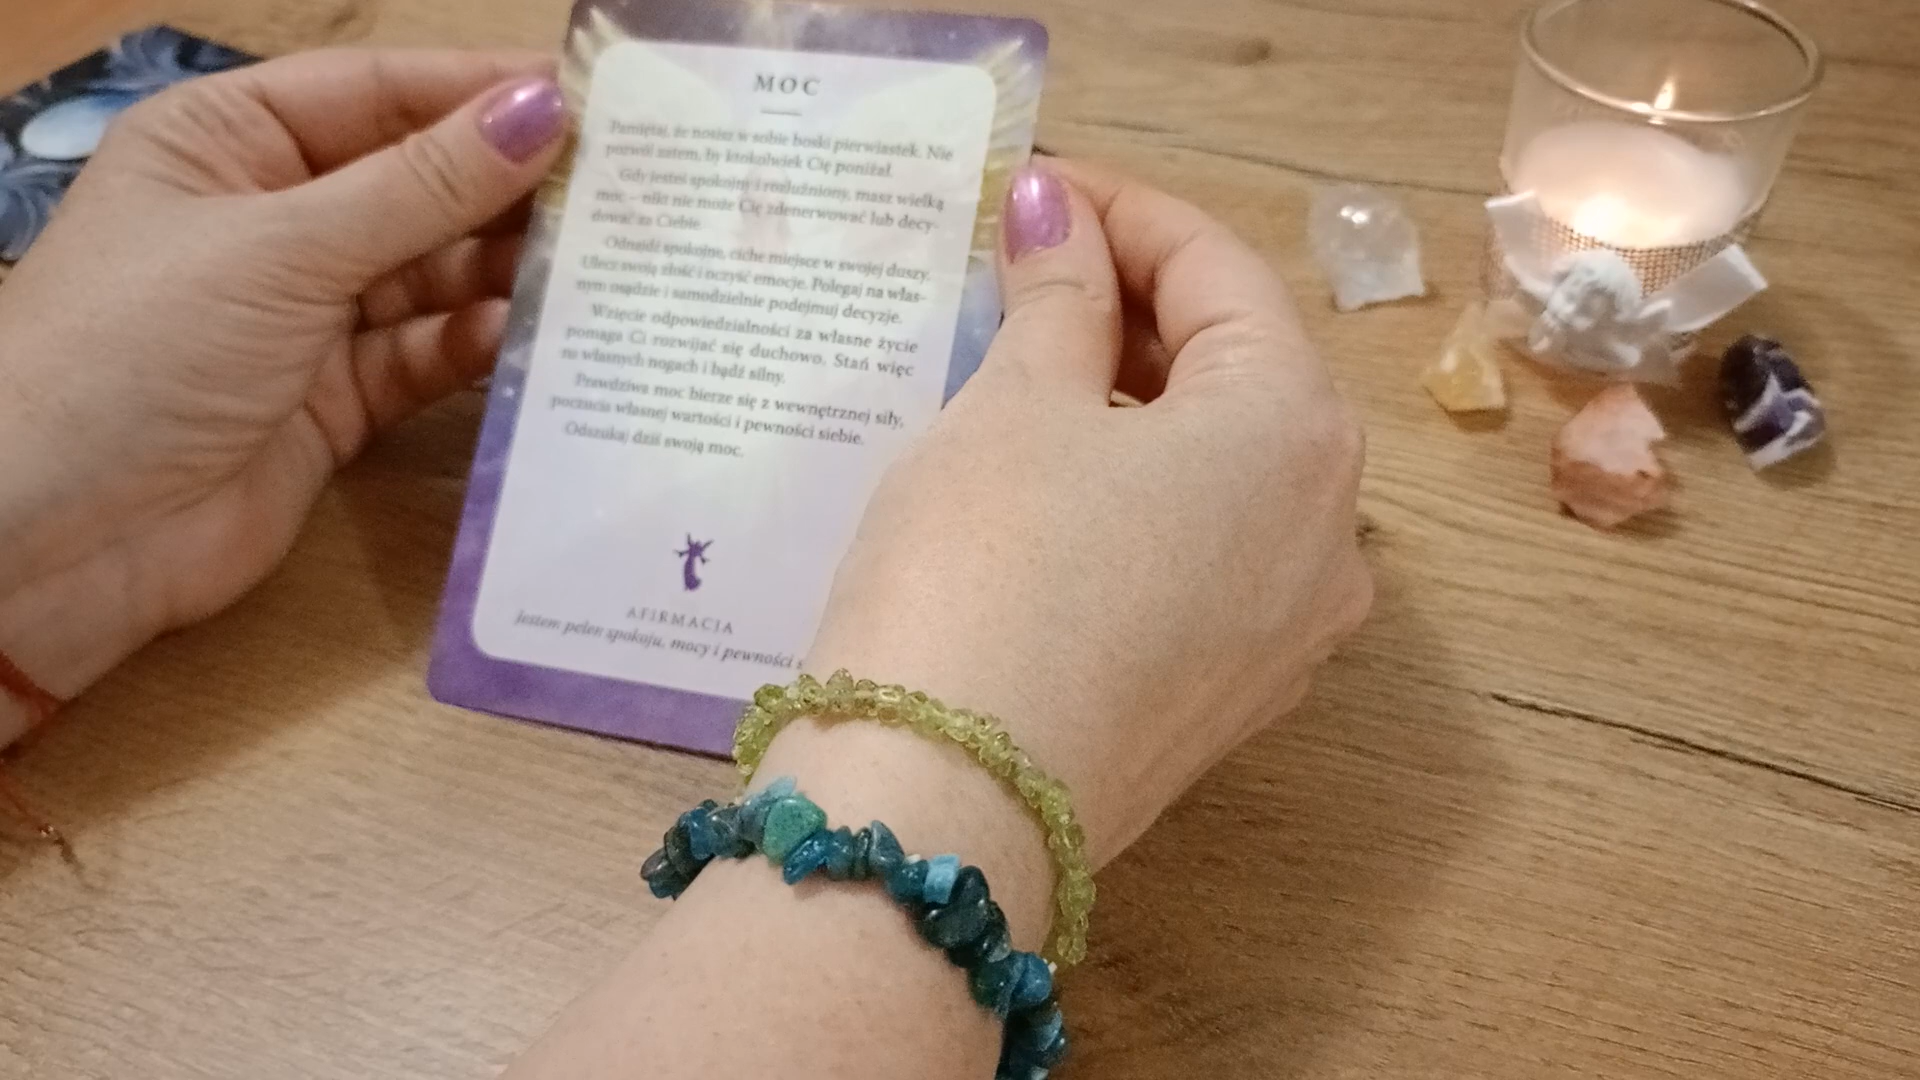 MOC
Pamiętaj, że nosisz w sobie boski pierwiastek. Nie
pozwól zatem, by ktokolwiek Cię poniżał.
Gdy jesteś spokojny i rozluźniony, masz wielką
moc – nikt nie może Cię zdenerwować lub decy-
dować za Ciebie.
Odnajdź spokojne, ciche miejsce w swojej duszy.
Ulecz swoją złość i oczyść emocje. Polegaj na włas-
nym osądzie i samodzielnie podejmuj decyzje.
Wzięcie odpowiedzialności za własne życie
pomaga Ci rozwijać się duchowo. Stań więc
na własnych nogach i bądź silny.
Prawdziwa moc bierze się z wewnętrznej siły,
poczucia własnej wartości i pewności siebie.
Odszukaj dziś swoją moc.
AFIRMACJA
Jestem pełen spokoju, mocy i pewności s